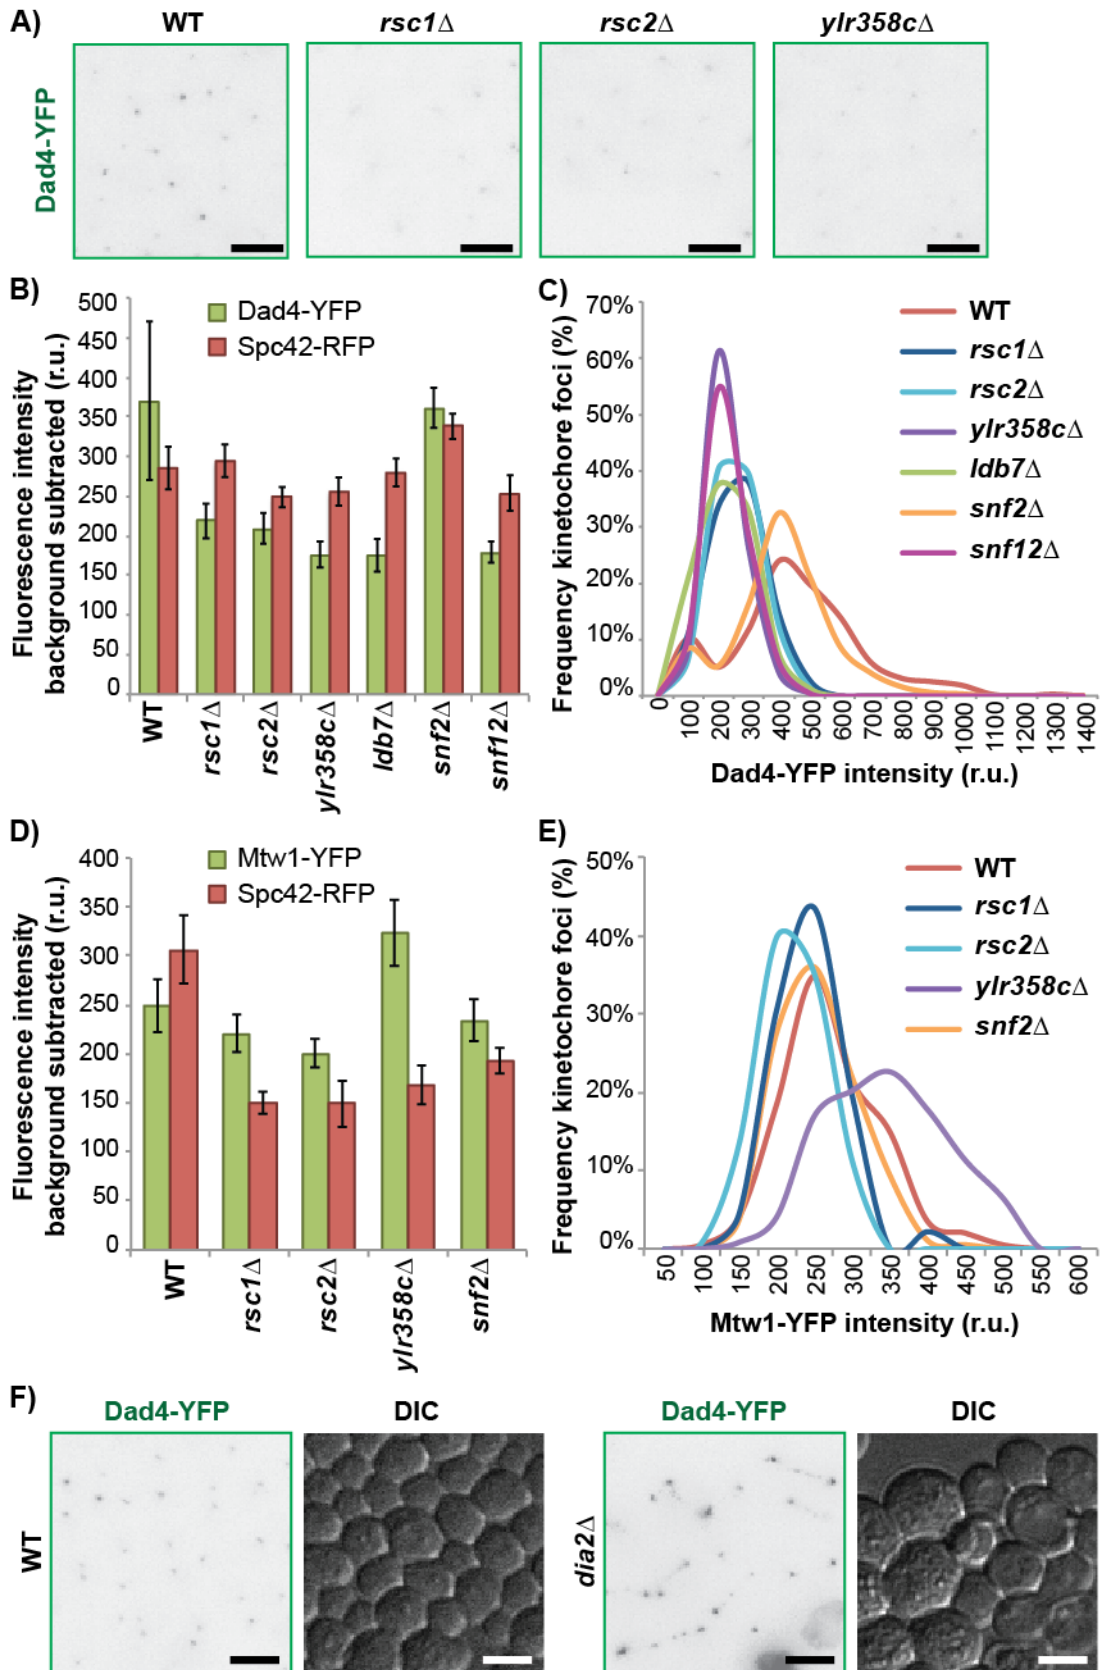 A)
WT
rsc1Δ
rsc2Δ
ylr358cΔ
Dad4-YFP
B)
Fluorescence intensity
background subtracted (r.u.)
500
450
400
350
300
250
200
150
100
50
0
Dad4-YFP
Spc42-RFP
WT
rsc1Δ
rsc2Δ
ylr358cΔ
ldb7Δ
snf2Δ
snf12Δ
C)
Frequency kinetochore foci (%)
70%
60%
50%
40%
30%
20%
10%
0%
WT
rsc1Δ
rsc2Δ
ylr358cΔ
ldb7Δ
snf2Δ
snf12Δ
0
100
200
300
400
500
600
700
800
900
1000
1100
1200
1300
1400
Dad4-YFP intensity (r.u.)
D)
Fluorescence intensity
background subtracted (r.u.)
400
350
300
250
200
150
100
50
0
Mtw1-YFP
Spc42-RFP
WT
rsc1Δ
rsc2Δ
ylr358cΔ
snf2Δ
E)
Frequency kinetochore foci (%)
50%
40%
30%
20%
10%
0%
WT
rsc1Δ
rsc2Δ
ylr358cΔ
snf2Δ
50
100
150
200
250
300
350
400
450
500
550
600
Mtw1-YFP intensity (r.u.)
F)
Dad4-YFP
DIC
Dad4-YFP
DIC
WT
dia2Δ